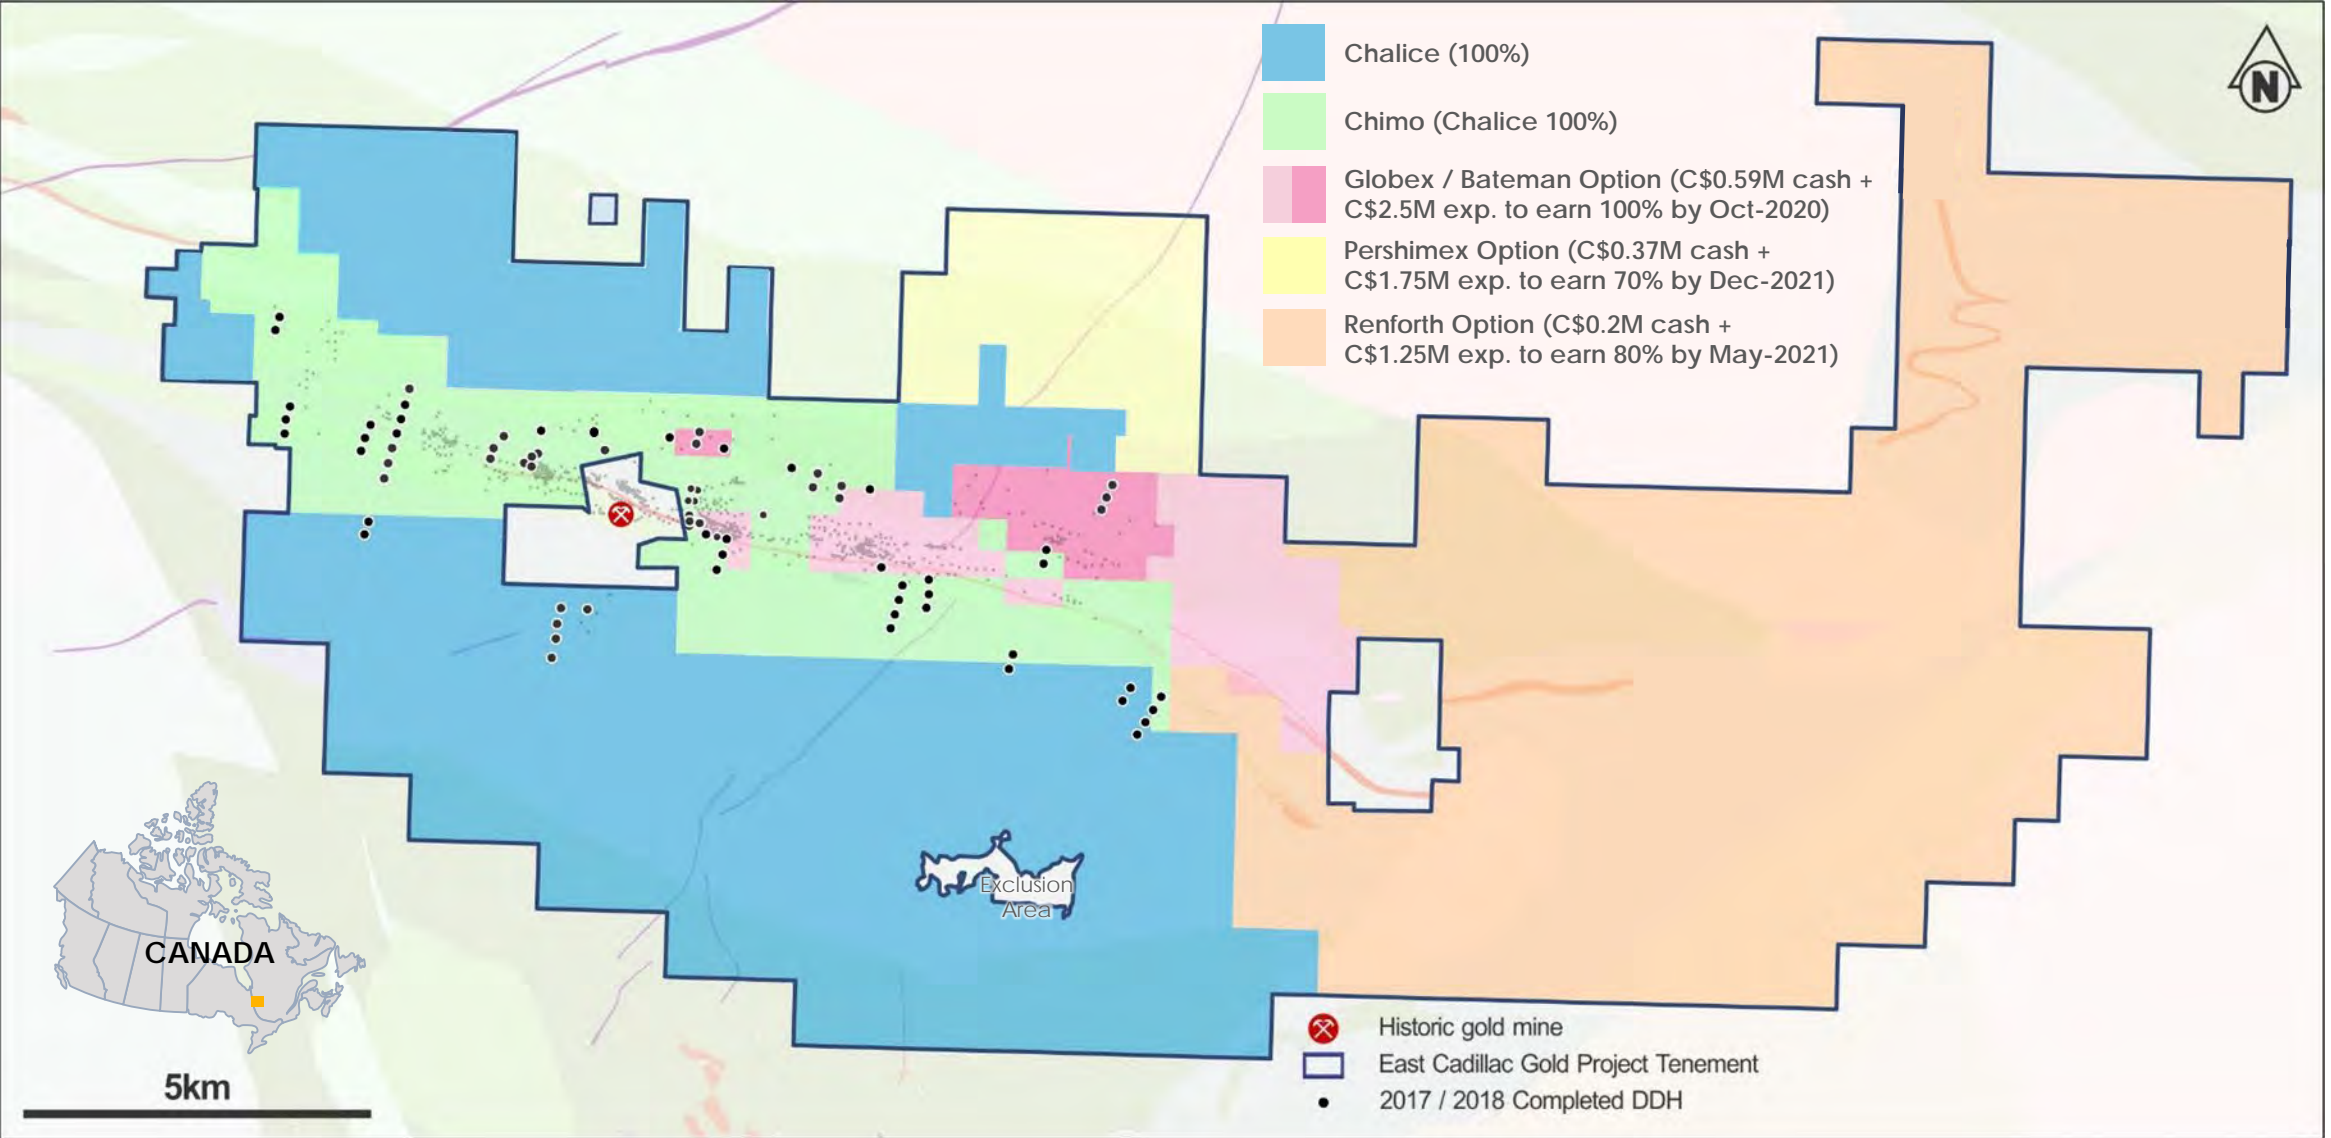 Chalice (100%)
Chimo (Chalice 100%)
Globex / Bateman Option (C$0.59M cash +
C$2.5M exp. to earn 100% by Oct-2020)
Pershimex Option (C$0.37M cash +
C$1.75M exp. to earn 70% by Dec-2021)
Renforth Option (C$0.2M cash +
C$1.25M exp. to earn 80% by May-2021)
N
Exclusion
Area
CANADA
5km
Historic gold mine
East Cadillac Gold Project Tenement
2017 / 2018 Completed DDH